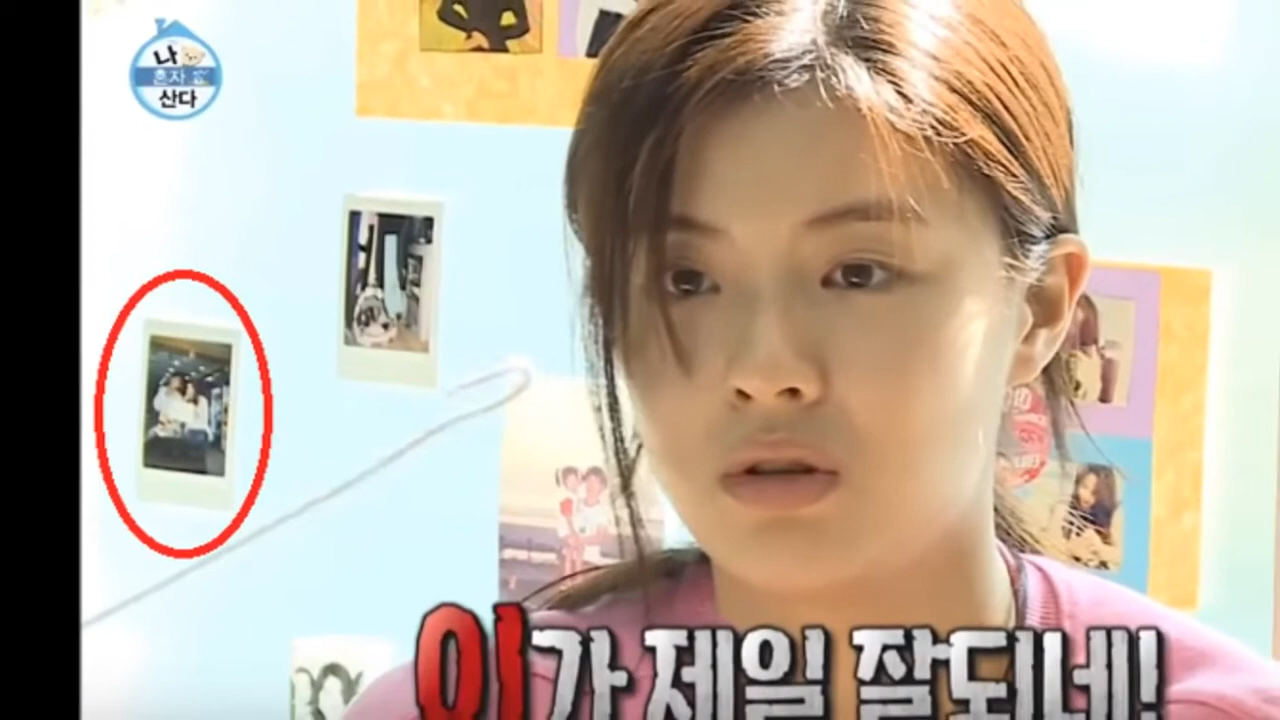 나
혼자
산다
이가 제일 잘되네!